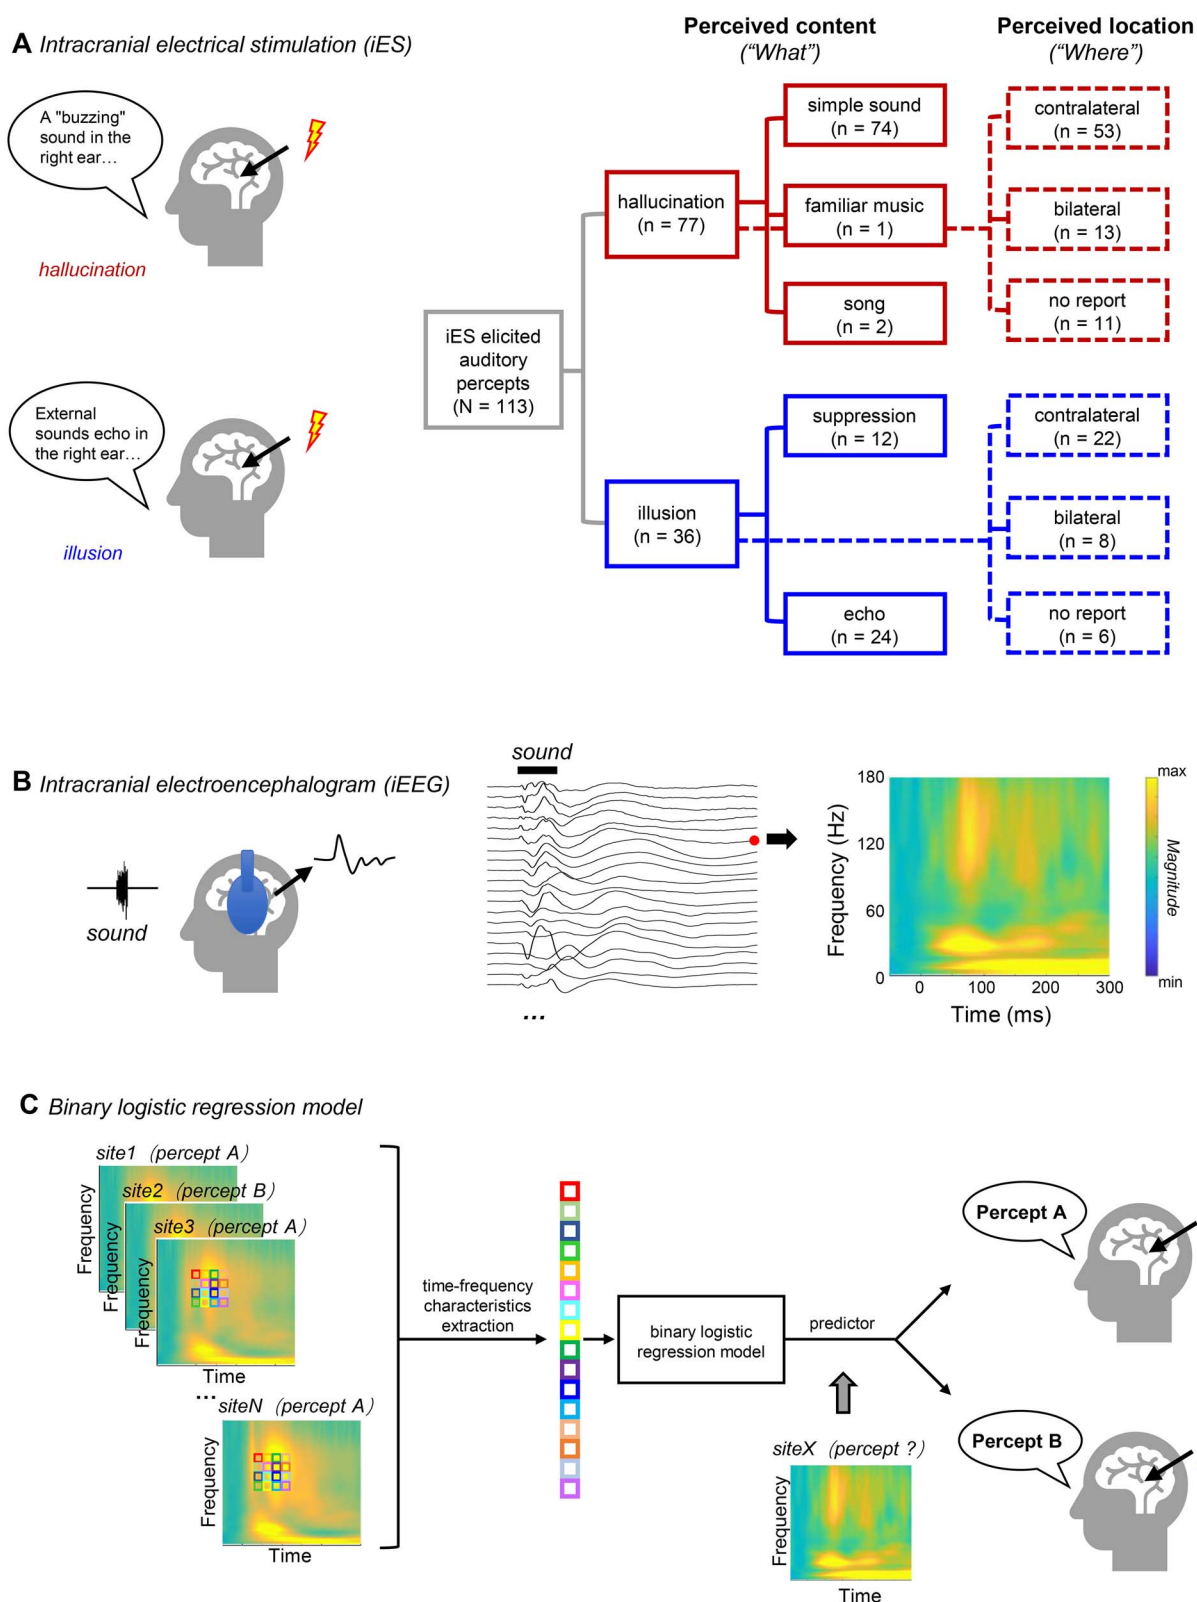 A Intracranial electrical stimulation (iES)
Perceived content
("What")
Perceived location
("Where")
A "buzzing"
sound in the
right ear…
hallucination
External
sounds echo in
the right ear…
illusion
iES elicited
auditory
percepts
(N = 113)
hallucination
(n = 77)
simple sound
(n = 74)
familiar music
(n = 1)
song
(n = 2)
contralateral
(n = 53)
bilateral
(n = 13)
no report
(n = 11)
illusion
(n = 36)
suppression
(n = 12)
echo
(n = 24)
contralateral
(n = 22)
bilateral
(n = 8)
no report
(n = 6)
B Intracranial electroencephalogram (iEEG)
sound
sound
...
Frequency (Hz)
180
120
60
0
0
100
200
300
Time (ms)
max
Magnitude
min
C Binary logistic regression model
site1 (percept A)
Frequency
site2 (percept B)
Frequency
site3 (percept A)
Frequency
Time
...
siteN (percept A)
Frequency
Time
time-frequency
characteristics
extraction
binary logistic
regression model
predictor
siteX (percept ?)
Frequency
Time
Percept A
Percept B